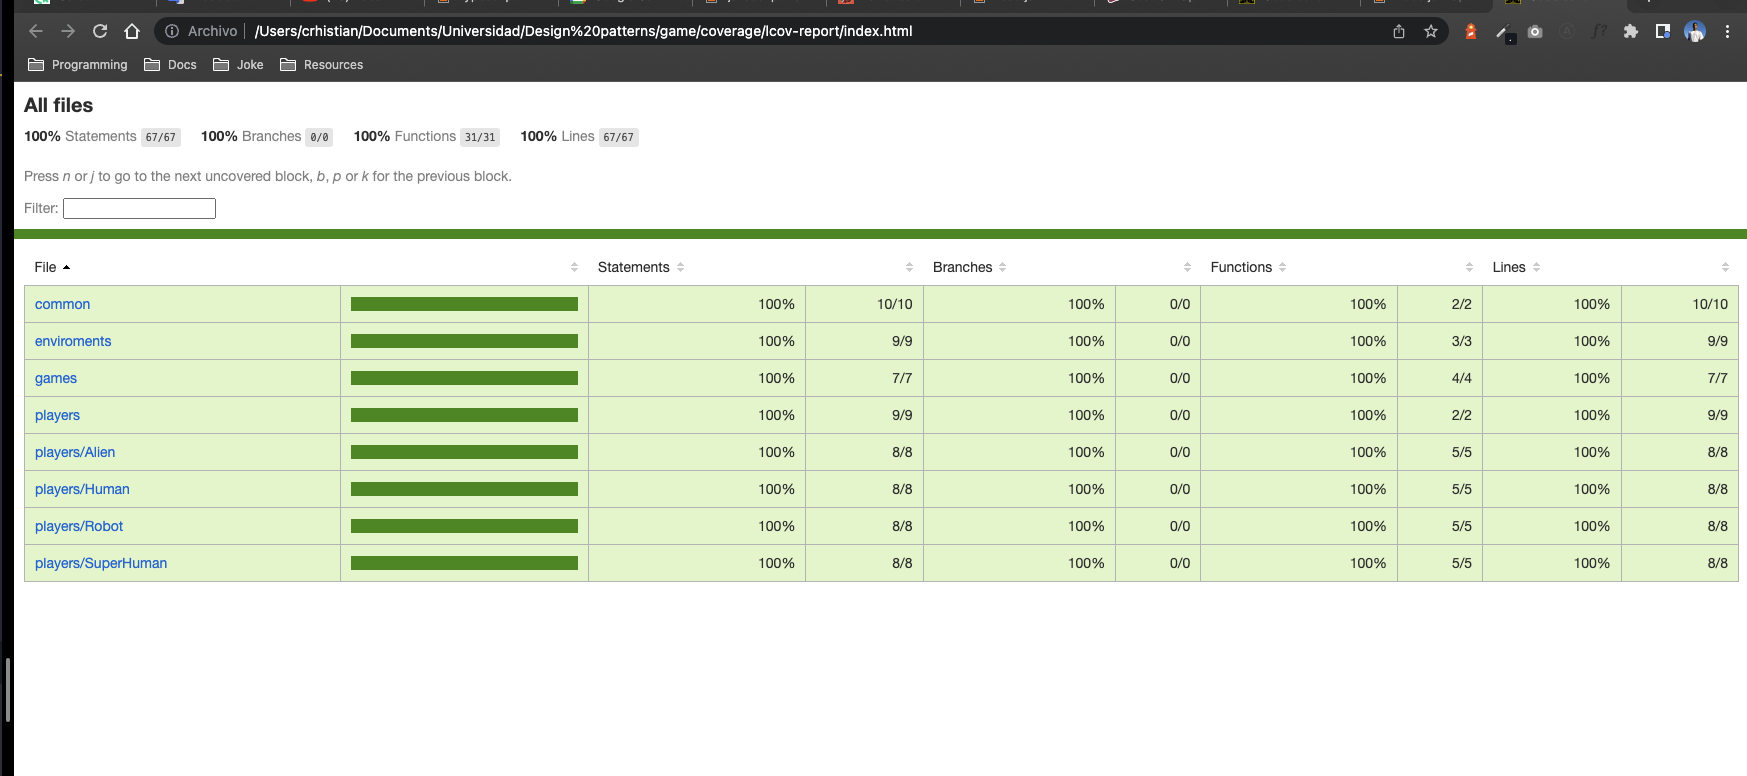 Archivo /Users/crhistian/Documents/Universidad/Design%20patterns/game/coverage/lcov-report/index.html
Programming Docs Joke Resources
All files
100% Statements 67/67 100% Branches 0/0 100% Functions 31/31 100% Lines 67/67
Press n or j to go to the next uncovered block, b, p or k for the previous block.
Filter:
File Statements Branches Functions Lines
common 100% 10/10 100% 0/0 100% 2/2 100% 10/10
enviroments 100% 9/9 100% 0/0 100% 3/3 100% 9/9
games 100% 7/7 100% 0/0 100% 4/4 100% 7/7
players 100% 9/9 100% 0/0 100% 2/2 100% 9/9
players/Alien 100% 8/8 100% 0/0 100% 5/5 100% 8/8
players/Human 100% 8/8 100% 0/0 100% 5/5 100% 8/8
players/Robot 100% 8/8 100% 0/0 100% 5/5 100% 8/8
players/SuperHuman 100% 8/8 100% 0/0 100% 5/5 100% 8/8